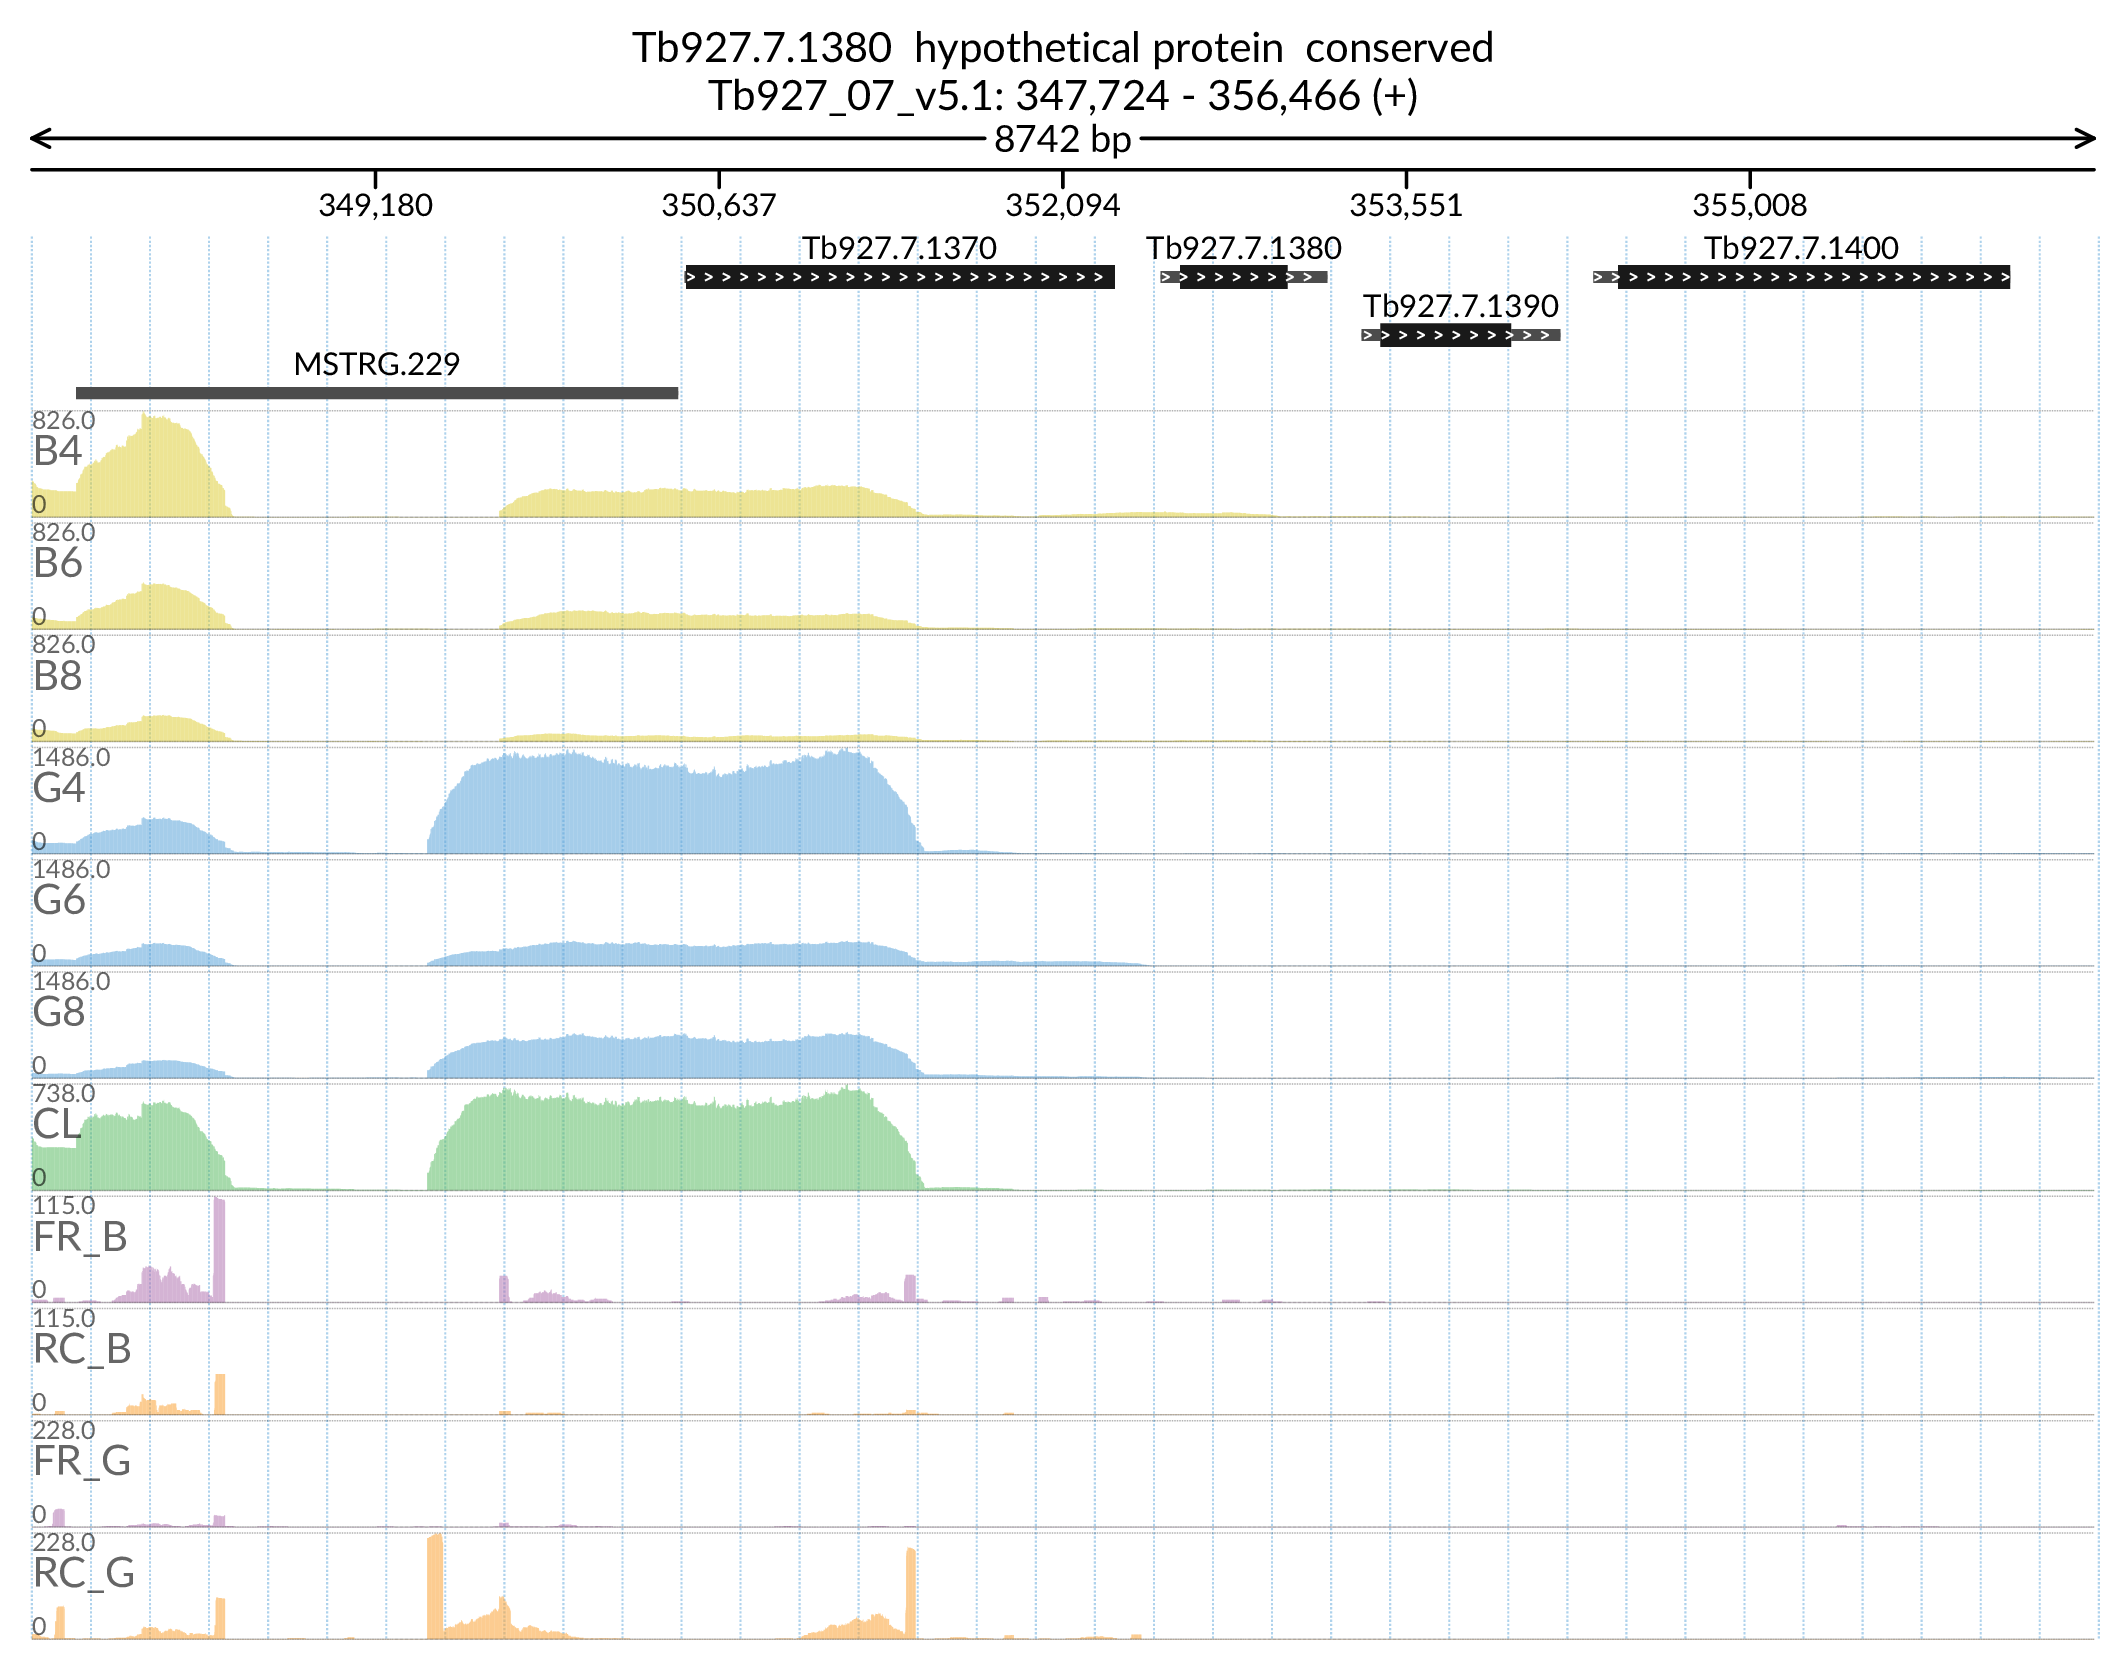 Tb927.7.1380  hypothetical protein  conserved
Tb927_07_v5.1: 347,724 - 356,466 (+)
8742 bp
349,180 350,637 352,094 353,551 355,008
Tb927.7.1370 Tb927.7.1380 Tb927.7.1400
Tb927.7.1390
MSTRG.229
826.0
B4
0
826.0
B6
0
826.0
B8
0
1486.0
G4
0
1486.0
G6
0
1486.0
G8
0
738.0
CL
0
115.0
FR_B
0
115.0
RC_B
0
228.0
FR_G
0
228.0
RC_G
0